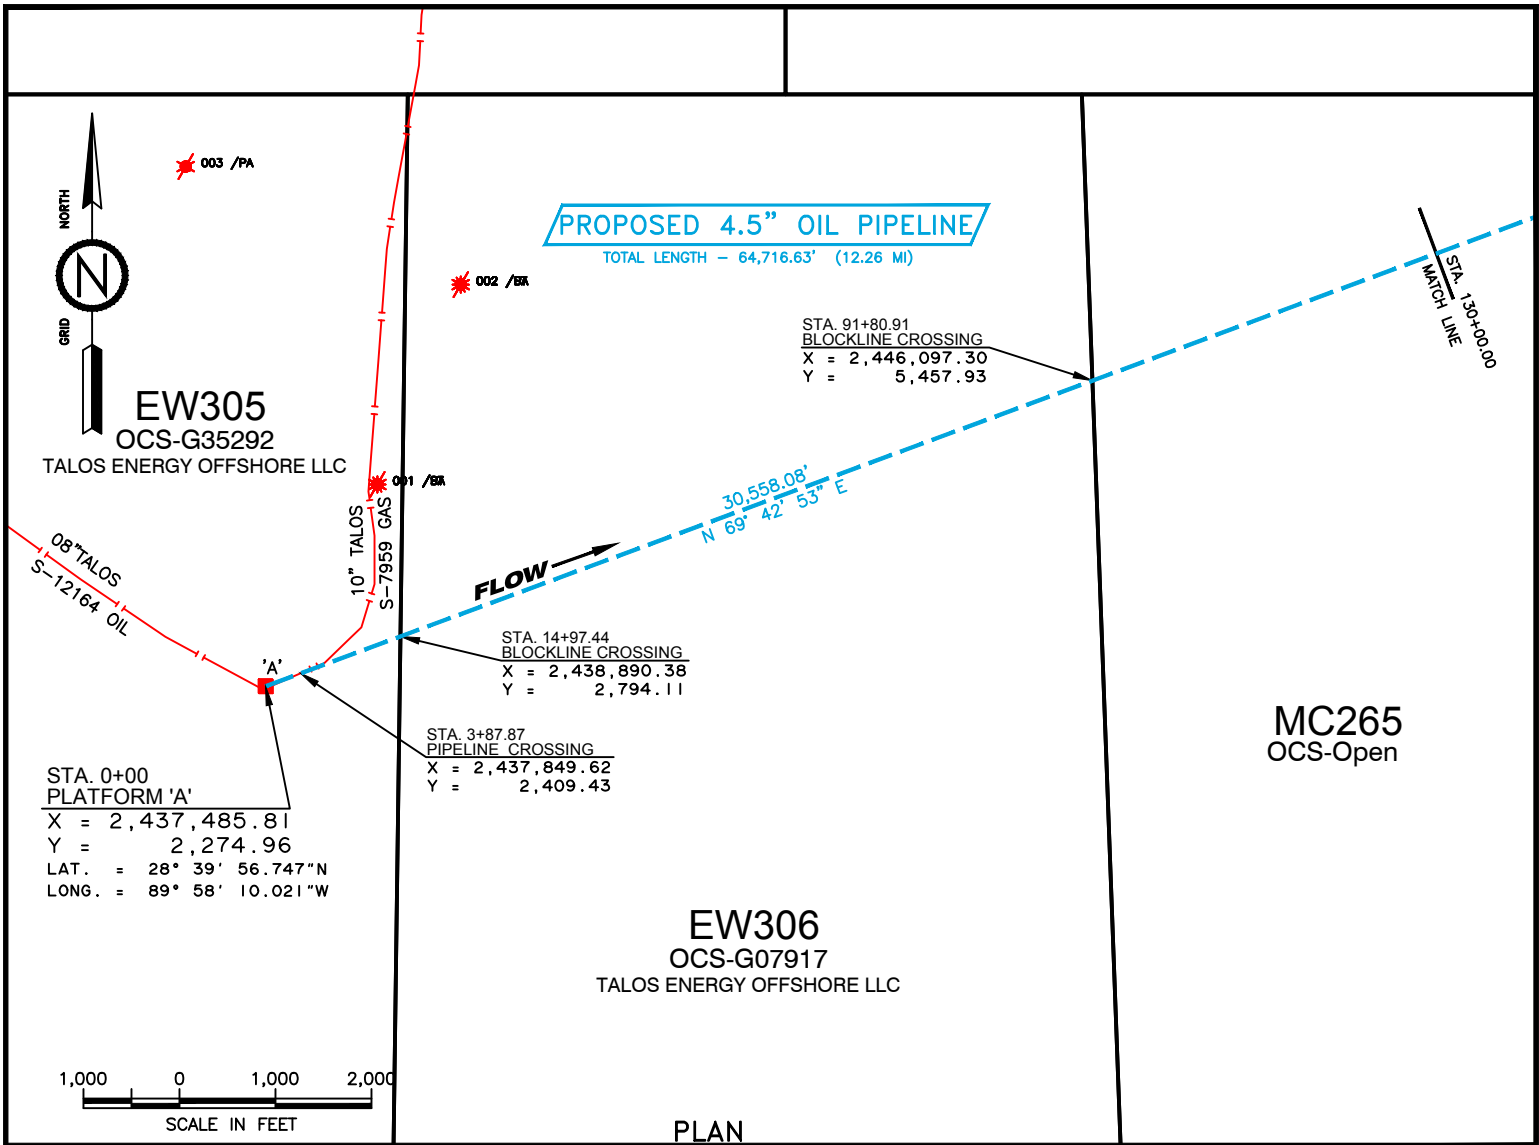 003 /PA
NORTH
N
GRID
PROPOSED 4.5” OIL PIPELINE
TOTAL LENGTH – 64,716.63' (12.26 MI)
002 /
STA. 91+80.91
BLOCKLINE CROSSING
X = 2,446,097.30
Y = 5,457.93
STA. 130+00.00
MATCH LINE
EW305
OCS-G35292
TALOS ENERGY OFFSHORE LLC
001 /
10” TALOS
S–7959 GAS
08"TALOS
S–12164 OIL
30,558.08'
N 69° 42' 53” E
FLOW
'A'
STA. 14+97.44
BLOCKLINE CROSSING
X = 2,438,890.38
Y = 2,794.11
STA. 3+87.87
PIPELINE CROSSING
X = 2,437,849.62
Y = 2,409.43
STA. 0+00
PLATFORM 'A'
X = 2,437,485.81
Y = 2,274.96
LAT. = 28° 39' 56.747"N
LONG. = 89° 58' 10.021"W
MC265
OCS-Open
EW306
OCS-G07917
TALOS ENERGY OFFSHORE LLC
1,000 0 1,000 2,000
SCALE IN FEET
PLAN